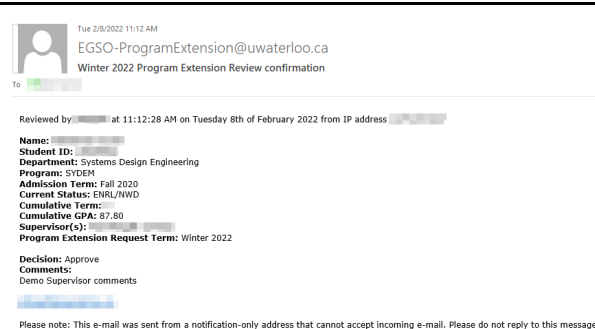 Tue 2/8/2022 11:12 AM
EGSO-ProgramExtension@uwaterloo.ca
Winter 2022 Program Extension Review confirmation
To
Reviewed by at 11:12:28 AM on Tuesday 8th of February 2022 from IP address
Name:
Student ID:
Department: Systems Design Engineering
Program: SYDEM
Admission Term: Fall 2020
Current Status: ENRL/NWD
Cumulative Term:
Cumulative GPA: 87.80
Supervisor(s):
Program Extension Request Term: Winter 2022
Decision: Approve
Comments:
Demo Supervisor comments
Please note: This e-mail was sent from a notification-only address that cannot accept incoming e-mail. Please do not reply to this message